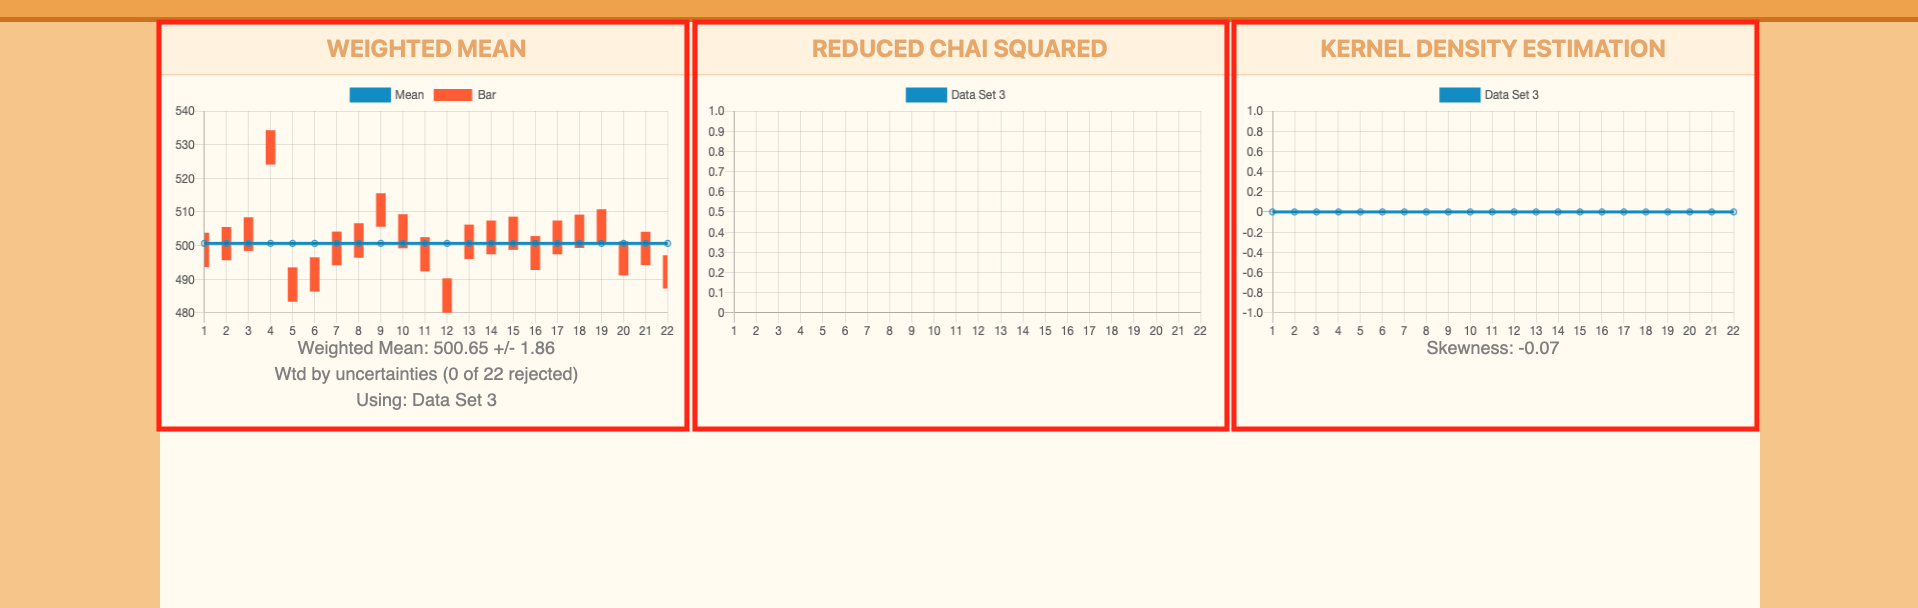 WEIGHTED MEAN
Mean Bar
540
530
520
510
500
490
480
1 2 3 4 5 6 7 8 9 10 11 12 13 14 15 16 17 18 19 20 21 22
Weighted Mean: 500.65 +/- 1.86
Wtd by uncertainties (0 of 22 rejected)
Using: Data Set 3
REDUCED CHAI SQUARED
Data Set 3
1.0
0.9
0.8
0.7
0.6
0.5
0.4
0.3
0.2
0.1
0
1 2 3 4 5 6 7 8 9 10 11 12 13 14 15 16 17 18 19 20 21 22
KERNEL DENSITY ESTIMATION
Data Set 3
1.0
0.8
0.6
0.4
0.2
0
-0.2
-0.4
-0.6
-0.8
-1.0
1 2 3 4 5 6 7 8 9 10 11 12 13 14 15 16 17 18 19 20 21 22
Skewness: -0.07